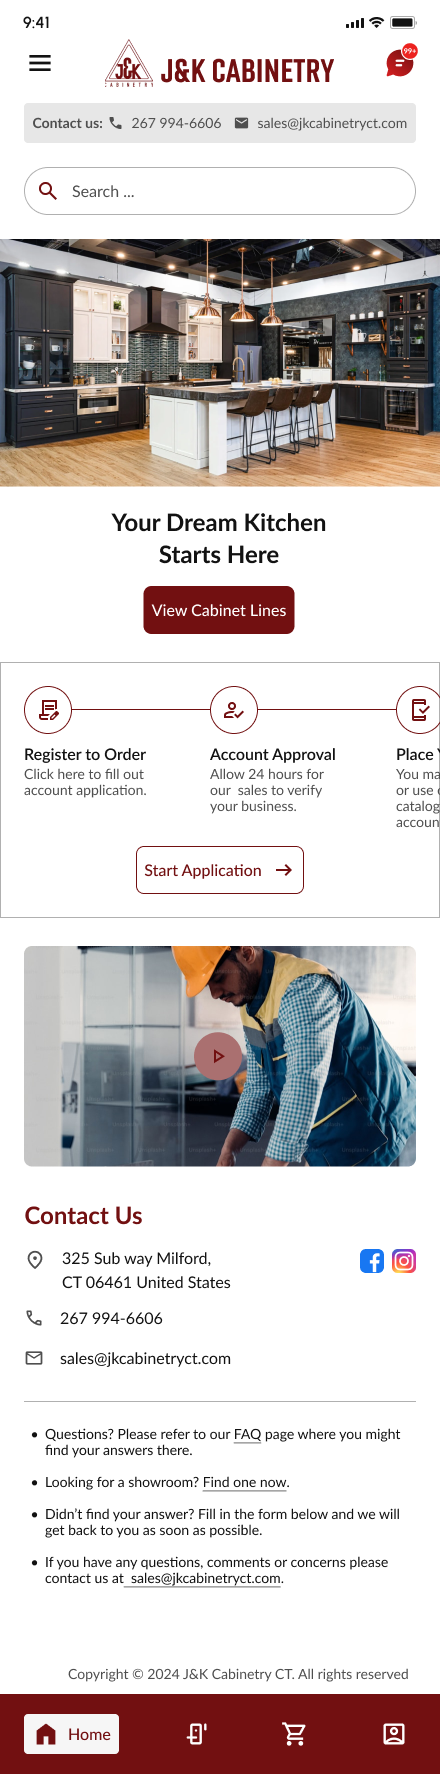 9:41
J&K
CABINETRY
J&K CABINETRY
99+
Contact us: 267 994-6606 sales@jkcabinetryct.com
Search ...
Your Dream Kitchen
Starts Here
View Cabinet Lines
Register to Order
Click here to fill out
account application.
Account Approval
Allow 24 hours for
our sales to verify
your business.
Place
You
or use
catalog
accoun
Start Application
Contact Us
325 Sub way Milford,
CT 06461 United States
267 994-6606
sales@jkcabinetryct.com
• Questions? Please refer to our FAQ page where you might
find your answers there.
• Looking for a showroom? Find one now.
• Didn't find your answer? Fill in the form below and we will
get back to you as soon as possible.
• If you have any questions, comments or concerns please
contact us at sales@jkcabinetryct.com.
Copyright © 2024 J&K Cabinetry CT. All rights reserved
Home